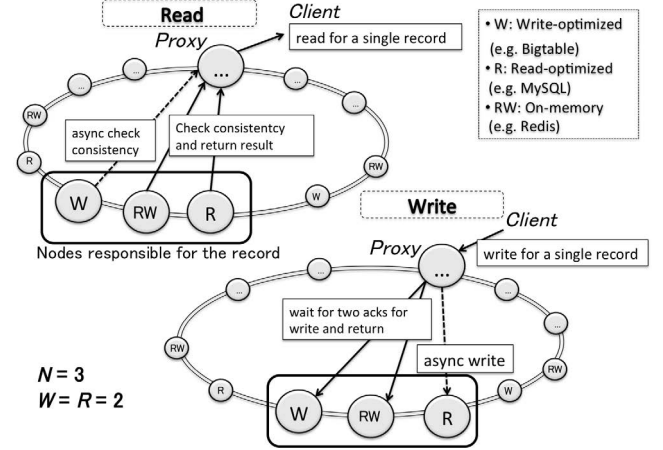 Read
Client
Proxy
read for a single record
...
...
...
...
...
RW
R
async check
consistency
Check consistentcy
and return result
RW
W
W
RW
R
Nodes responsible for the record
• W: Write-optimized
(e.g. Bigtable)
• R: Read-optimized
(e.g. MySQL)
• RW: On-memory
(e.g. Redis)
Write
Client
Proxy
write for a single record
...
...
...
...
...
wait for two acks for
write and return
async write
RW
R
RW
W
W
RW
R
N = 3
W = R = 2